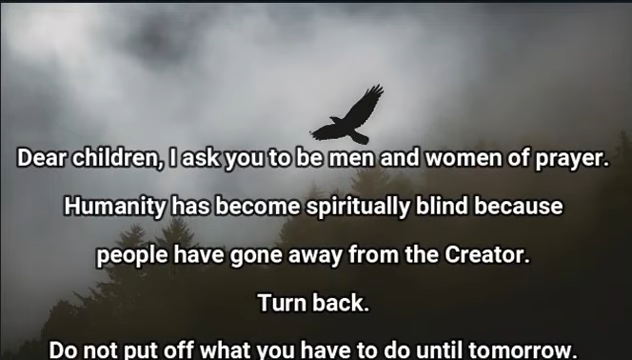 Dear children, I ask you to be men and women of prayer.
Humanity has become spiritually blind because
people have gone away from the Creator.
Turn back.
Do not put off what you have to do until tomorrow.